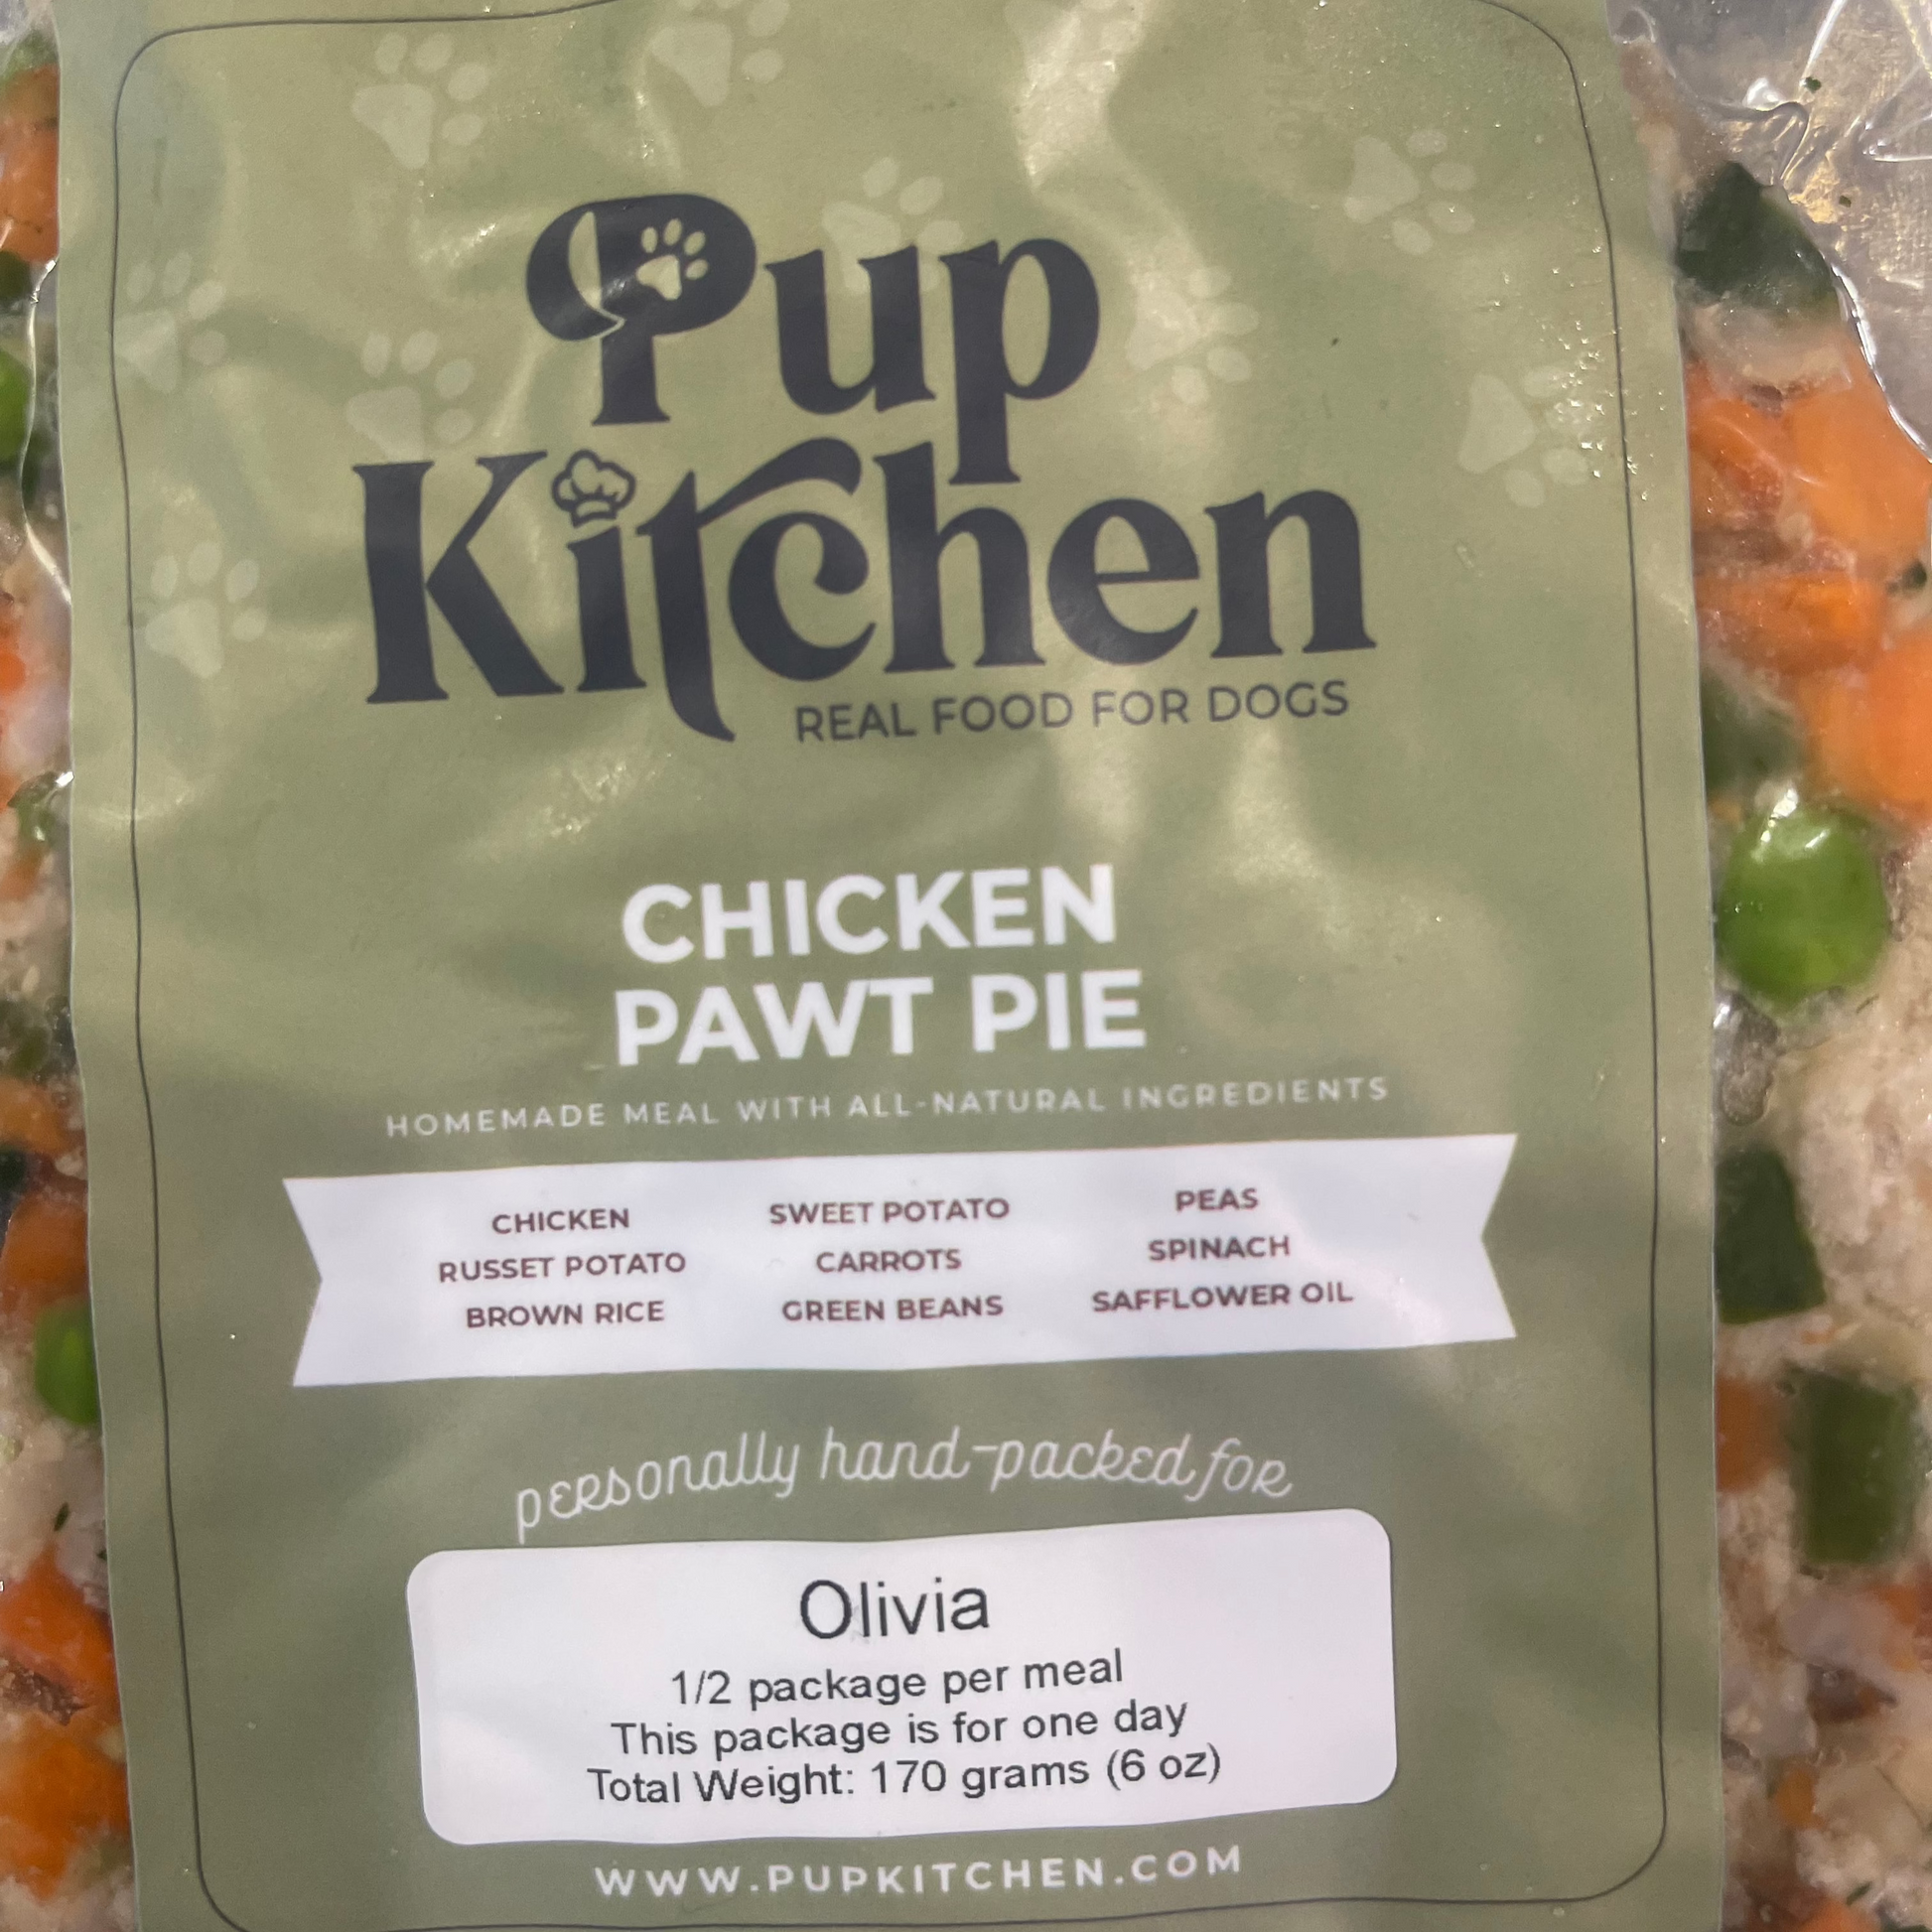 Pup
Kitchen
REAL FOOD FOR DOGS
CHICKEN
PAWT PIE
HOMEMADE MEAL WITH ALL-NATURAL INGREDIENTS
CHICKEN
RUSSET POTATO
BROWN RICE
SWEET POTATO
CARROTS
GREEN BEANS
PEAS
SPINACH
SAFFLOWER OIL
personally hand-packed for
Olivia
1/2 package per meal
This package is for one day
Total Weight: 170 grams (6 oz)
WWW.PUPKITCHEN.COM